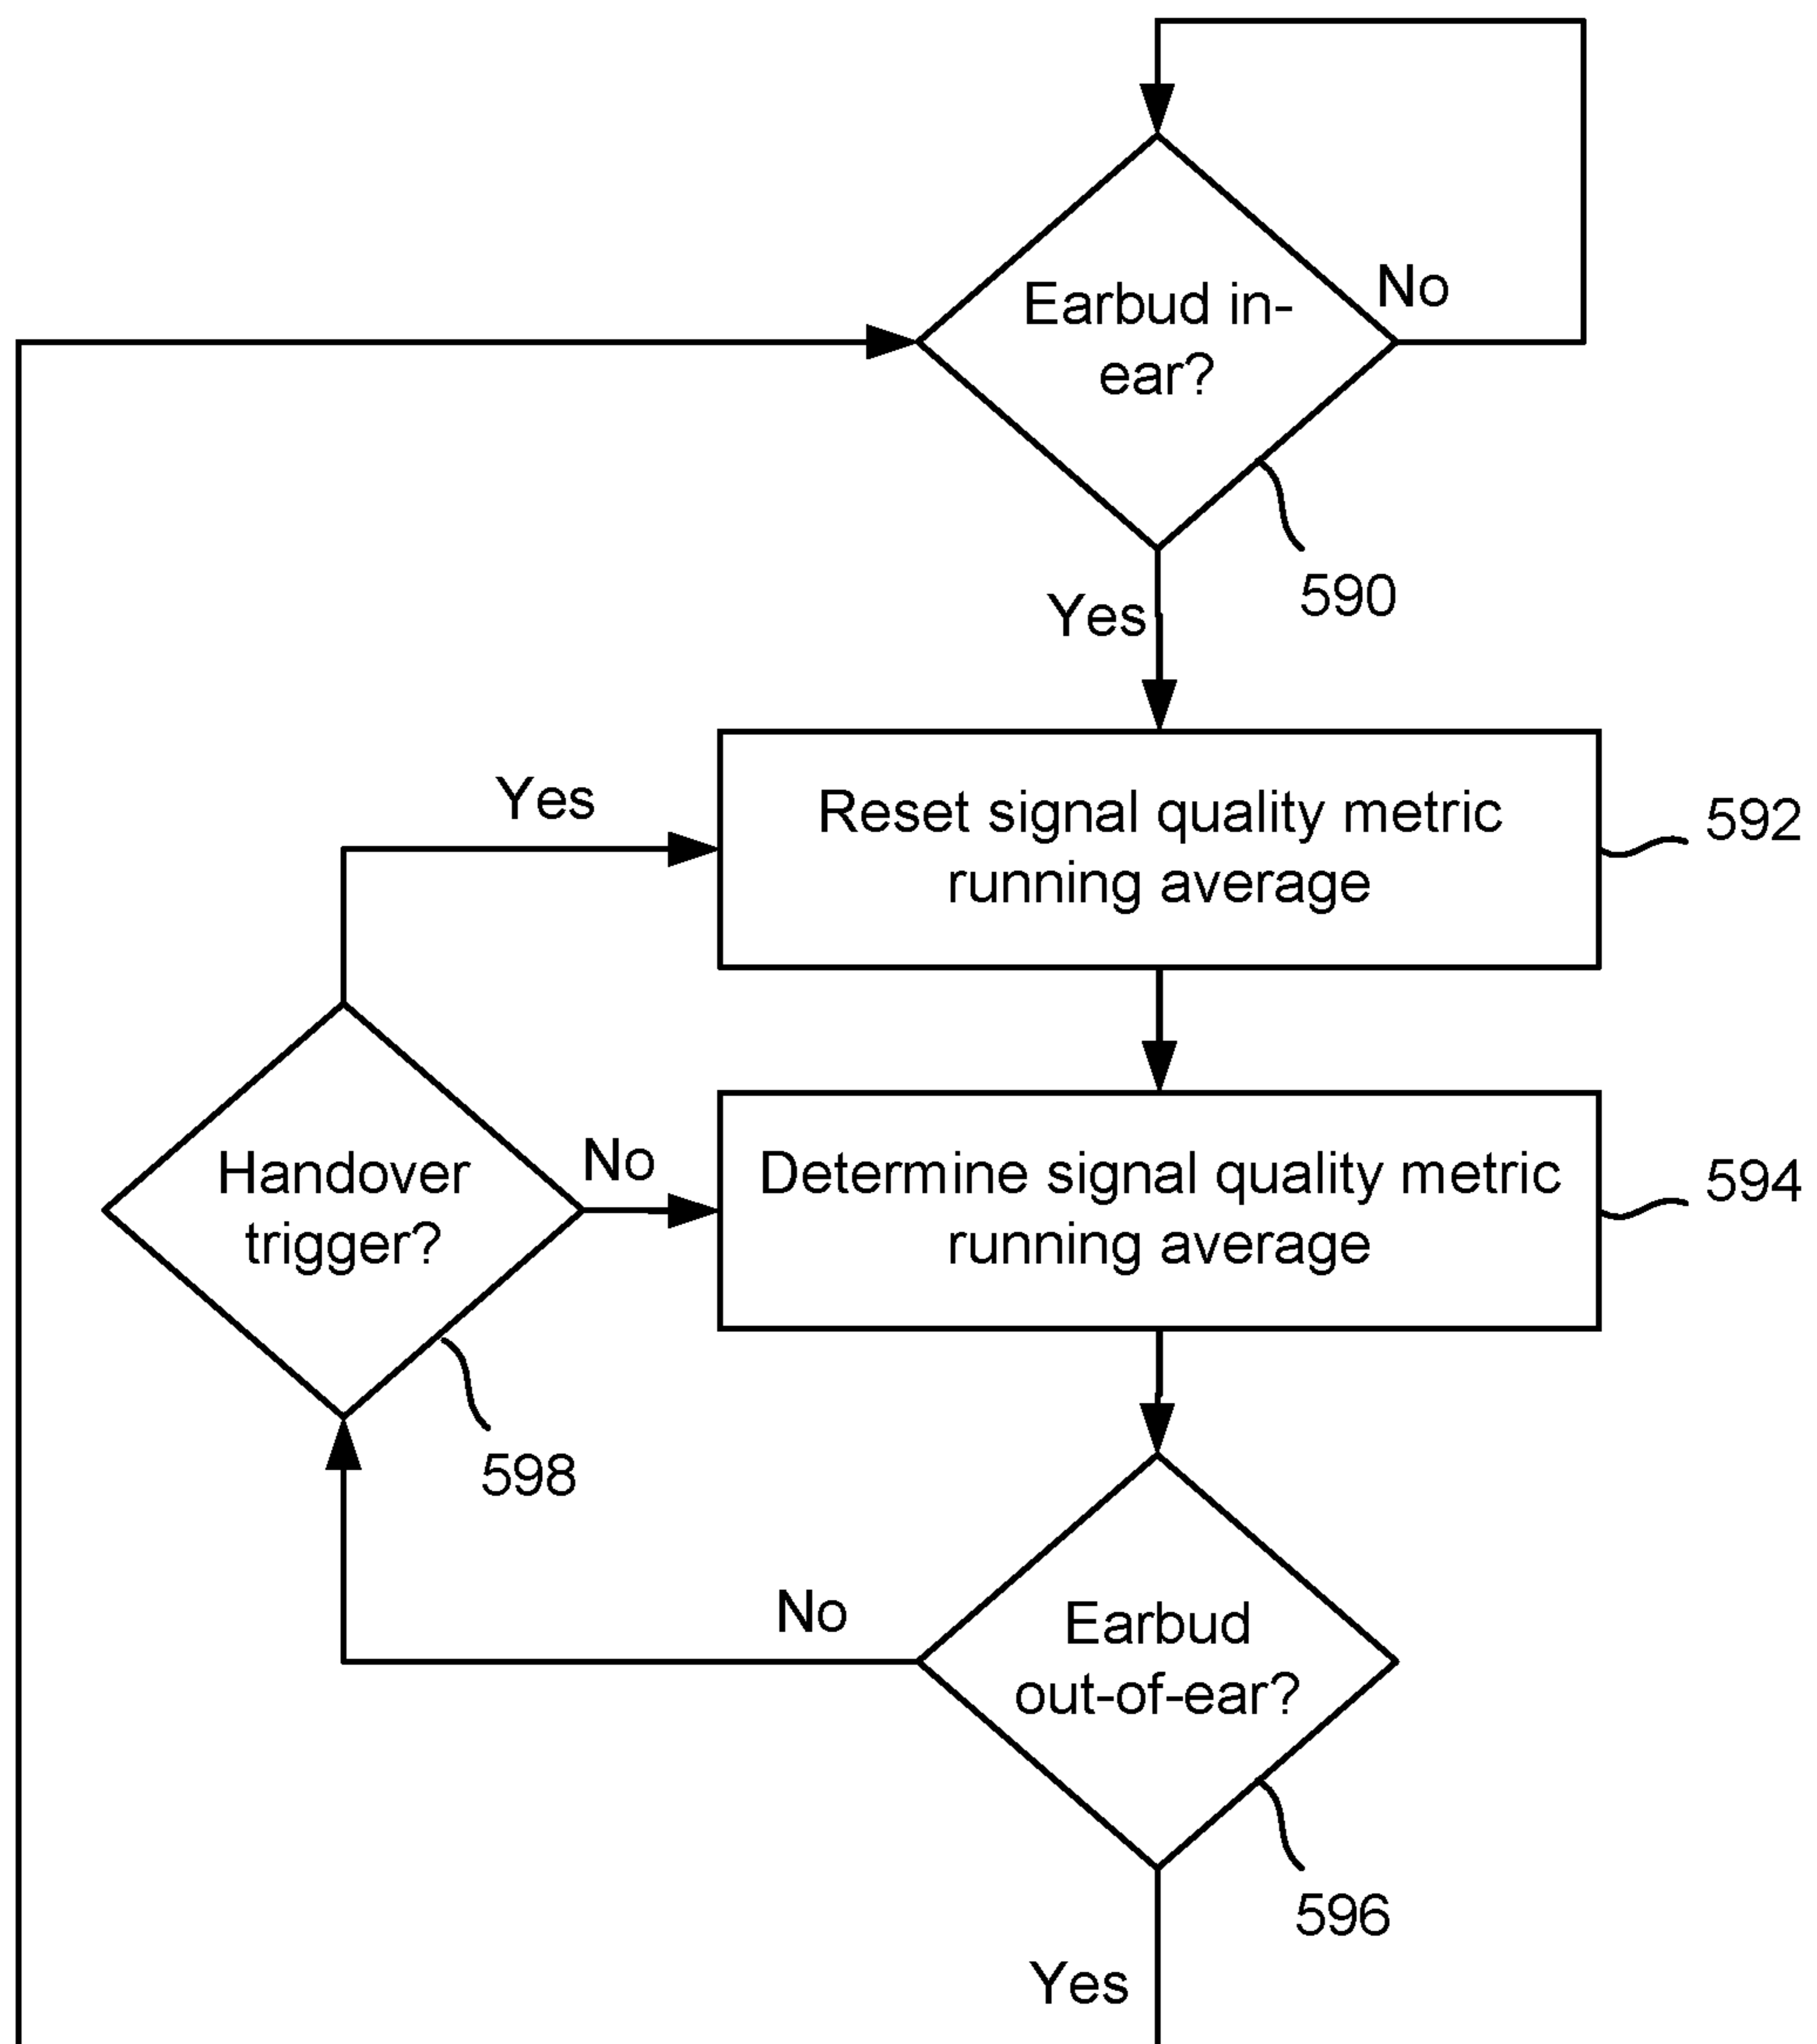 No
Earbud in-
ear?
590
Yes
Yes
Reset signal quality metric
running average
592
Handover
trigger?
No
Determine signal quality metric
running average
594
598
No
Earbud
out-of-ear?
596
Yes